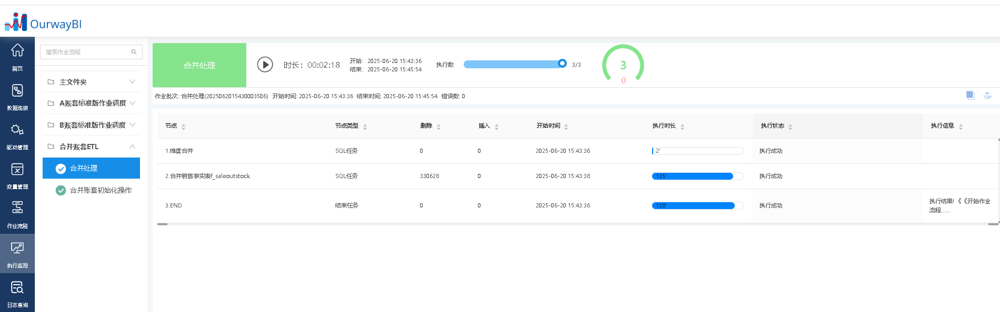 OurwayBI
首页
数据连接
驱动管理
变量管理
作业流程
执行监控
日志查询
搜索作业流程
主文件夹
A账套标准版作业调度
B账套标准版作业调度
合并账套ETL
合并处理
合并账套初始化操作
合并处理
时长：00:02:18
开始: 2025-06-20 15:43:36
结束: 2025-06-20 15:45:54
执行数 3/3
3
0
作业批次: 合并处理(2025062015430003506) 开始时间: 2025-06-20 15:43:36 结束时间: 2025-06-20 15:45:54 错误数: 0
TOP
节点 节点类型 删除 插入 开始时间 执行时长 执行状态 执行信息
1.维度合并 SQL任务 0 0 2025-06-20 15:43:36 2' 执行成功
2.合并销售事实表f_saleoutstock SQL任务 330628 0 2025-06-20 15:43:38 135' 执行成功
3.END 结束任务 0 0 2025-06-20 15:43:36 138' 执行成功 执行结果!《《开始作业
流程......